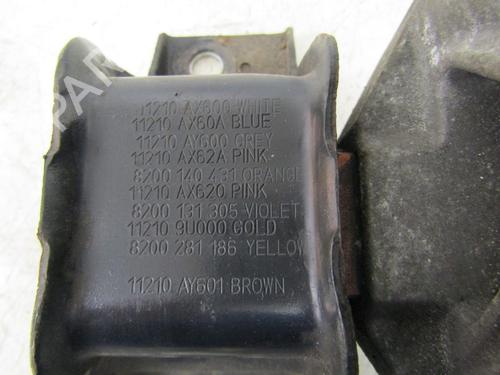 11210 AX600 WHITE
11210 AX60A BLUE
11210 AY600 GREY
11210 AX62A PINK
8200 140 431 ORANGE
11210 AX620 PINK
8200 131 305 VIOLET
11210 9U000 GOLD
8200 281 186 YELLOW
11210 AY601 BROWN